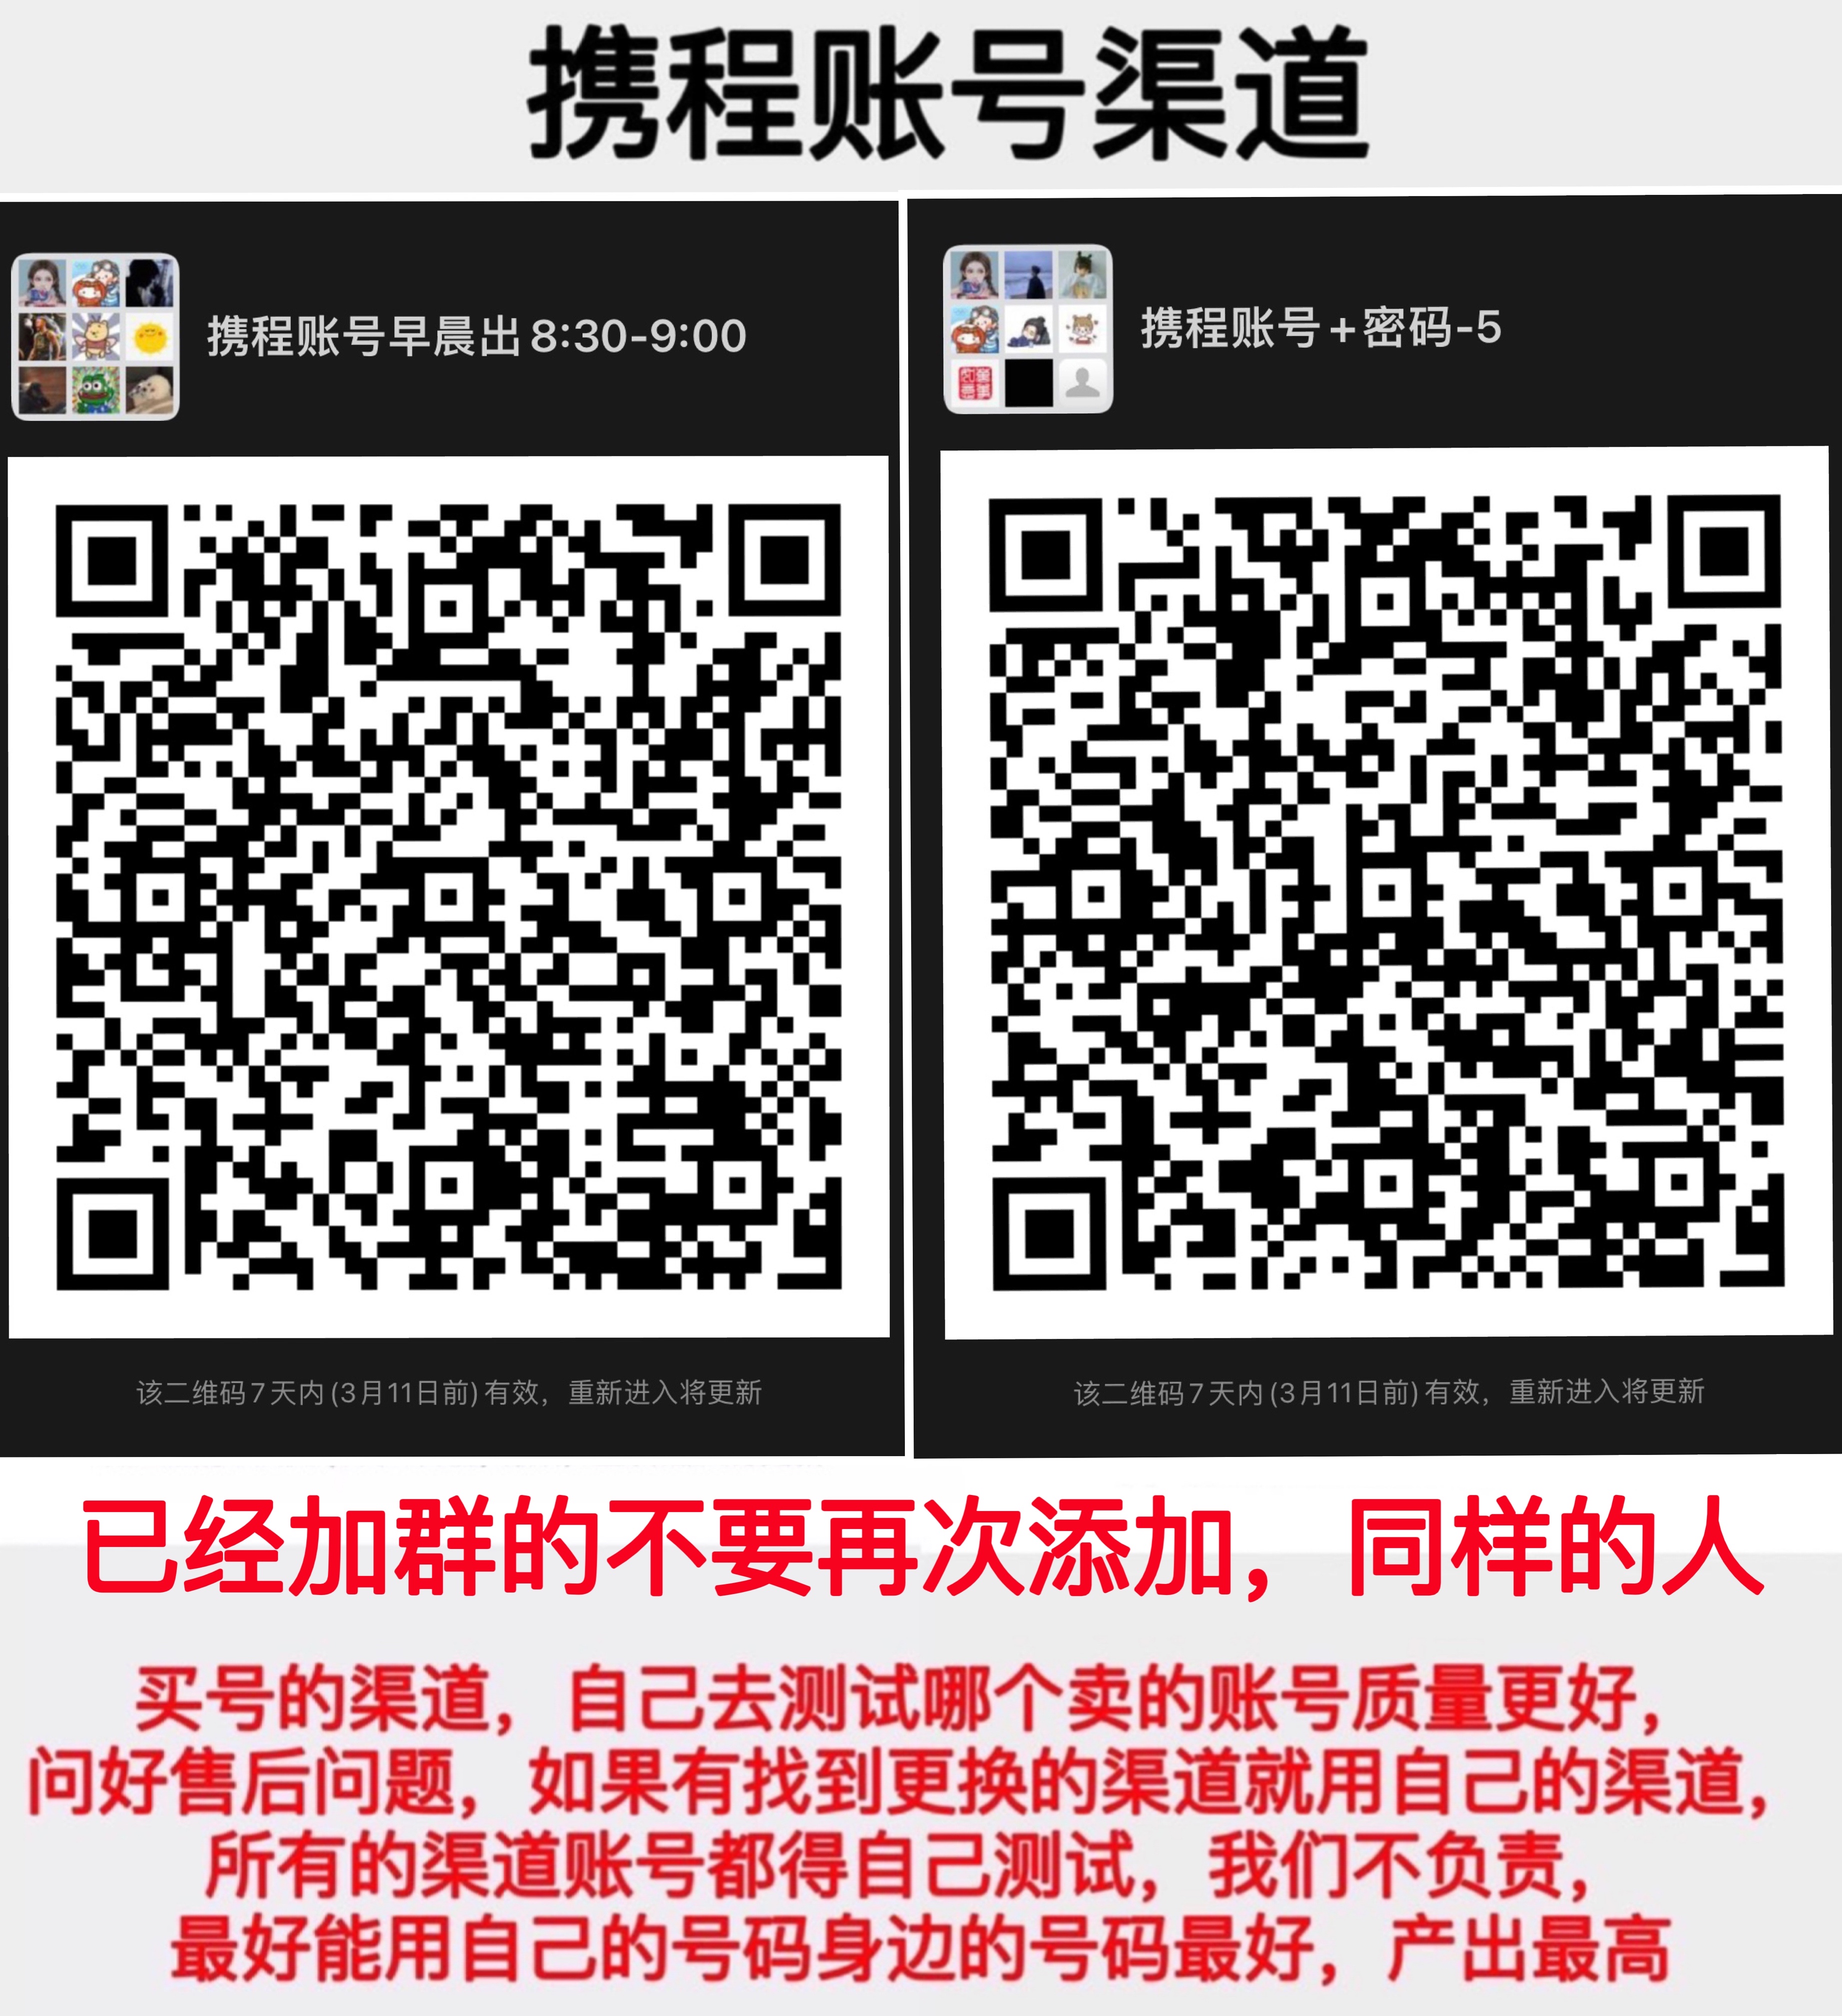 携程账号渠道
携程账号早晨出8:30-9:00
携程账号+密码-5
该二维码7天内(3月11日前)有效，重新进入将更新
该二维码7天内(3月11日前)有效，重新进入将更新
已经加群的不要再次添加，同样的人
买号的渠道，自己去测试哪个卖的账号质量更好，
问好售后问题，如果有找到更换的渠道就用自己的渠道，
所有的渠道账号都得自己测试，我们不负责，
最好能用自己的号码身边的号码最好，产出最高